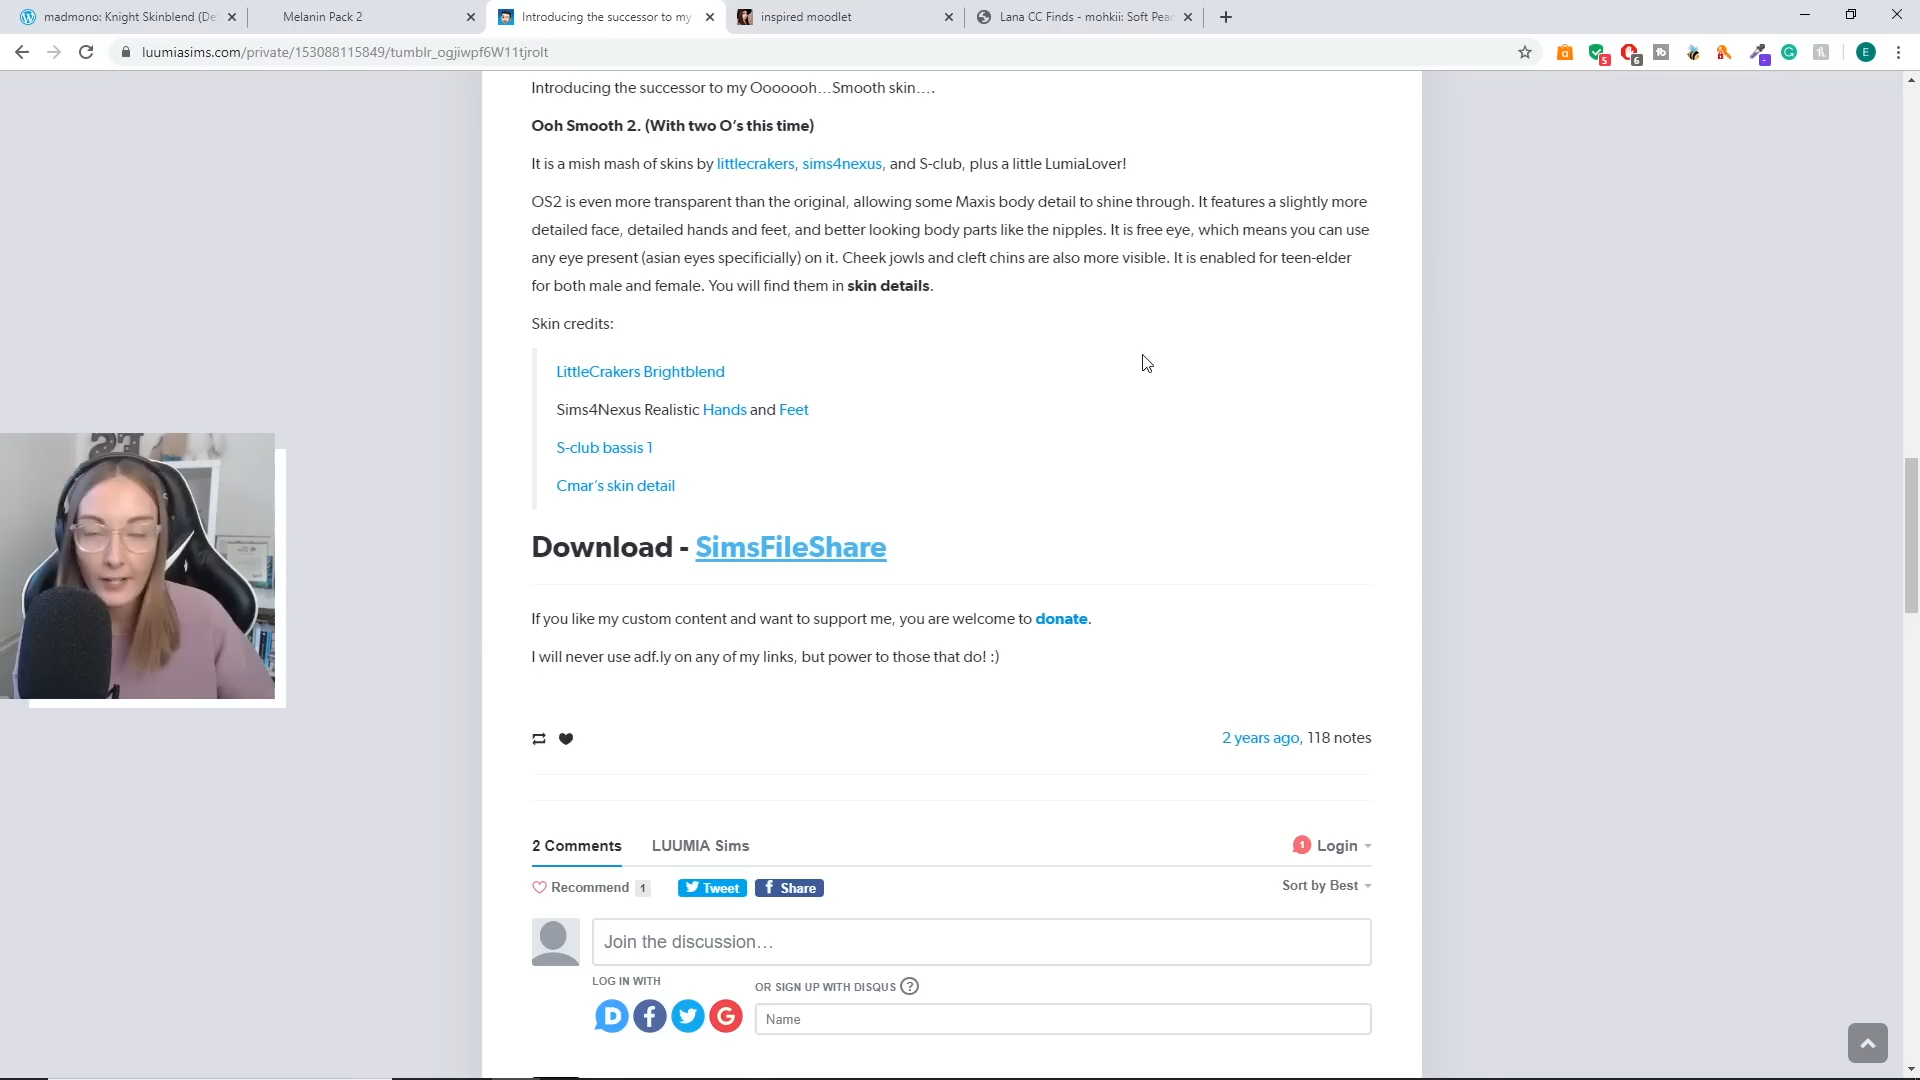 madmono: Knight Skinblend (De
Melanin Pack 2
Introducing the successor to my
inspired moodlet
Lana CC Finds - mohkii: Soft Pea
luumiasims.com/private/153088115849/tumblr_ogjiwpf6W11tjrolt
5
6
E
Introducing the successor to my Ooooooh…Smooth skin….
Ooh Smooth 2. (With two O's this time)
It is a mish mash of skins by littlecrakers, sims4nexus, and S-club, plus a little LumiaLover!
OS2 is even more transparent than the original, allowing some Maxis body detail to shine through. It features a slightly more
detailed face, detailed hands and feet, and better looking body parts like the nipples. It is free eye, which means you can use
any eye present (asian eyes specificially) on it. Cheek jowls and cleft chins are also more visible. It is enabled for teen-elder
for both male and female. You will find them in skin details.
Skin credits:
LittleCrakers Brightblend
Sims4Nexus Realistic Hands and Feet
S-club bassis 1
Cmar's skin detail
Download - SimsFileShare
If you like my custom content and want to support me, you are welcome to donate.
I will never use adf.ly on any of my links, but power to those that do! :)
2 years ago, 118 notes
2 Comments
LUUMIA Sims
1 Login
Recommend 1
Tweet
f Share
Sort by Best
Join the discussion…
LOG IN WITH
OR SIGN UP WITH DISQUS ?
D f G
Name